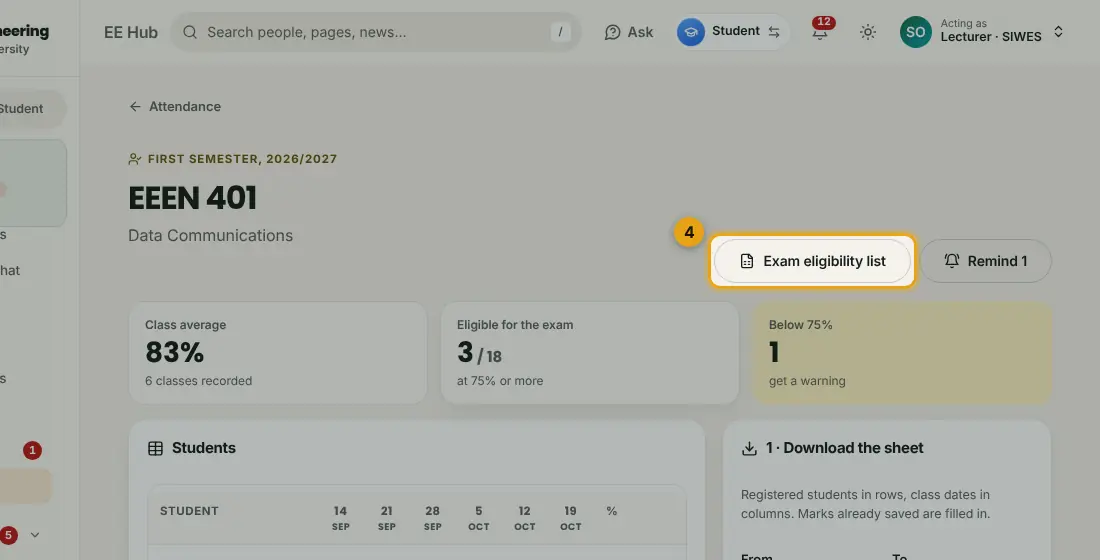 neering
ersity
EE Hub
Search people, pages, news...
/
Ask
Student
12
SO
Acting as
Lecturer · SIWES
Student
Attendance
FIRST SEMESTER, 2026/2027
EEEN 401
Data Communications
4
Exam eligibility list
Remind 1
s
hat
s
1
5
Class average
83%
6 classes recorded
Eligible for the exam
3 / 18
at 75% or more
Below 75%
1
get a warning
Students
STUDENT
14 SEP
21 SEP
28 SEP
5 OCT
12 OCT
19 OCT
%
1 · Download the sheet
Registered students in rows, class dates in
columns. Marks already saved are filled in.
From
To